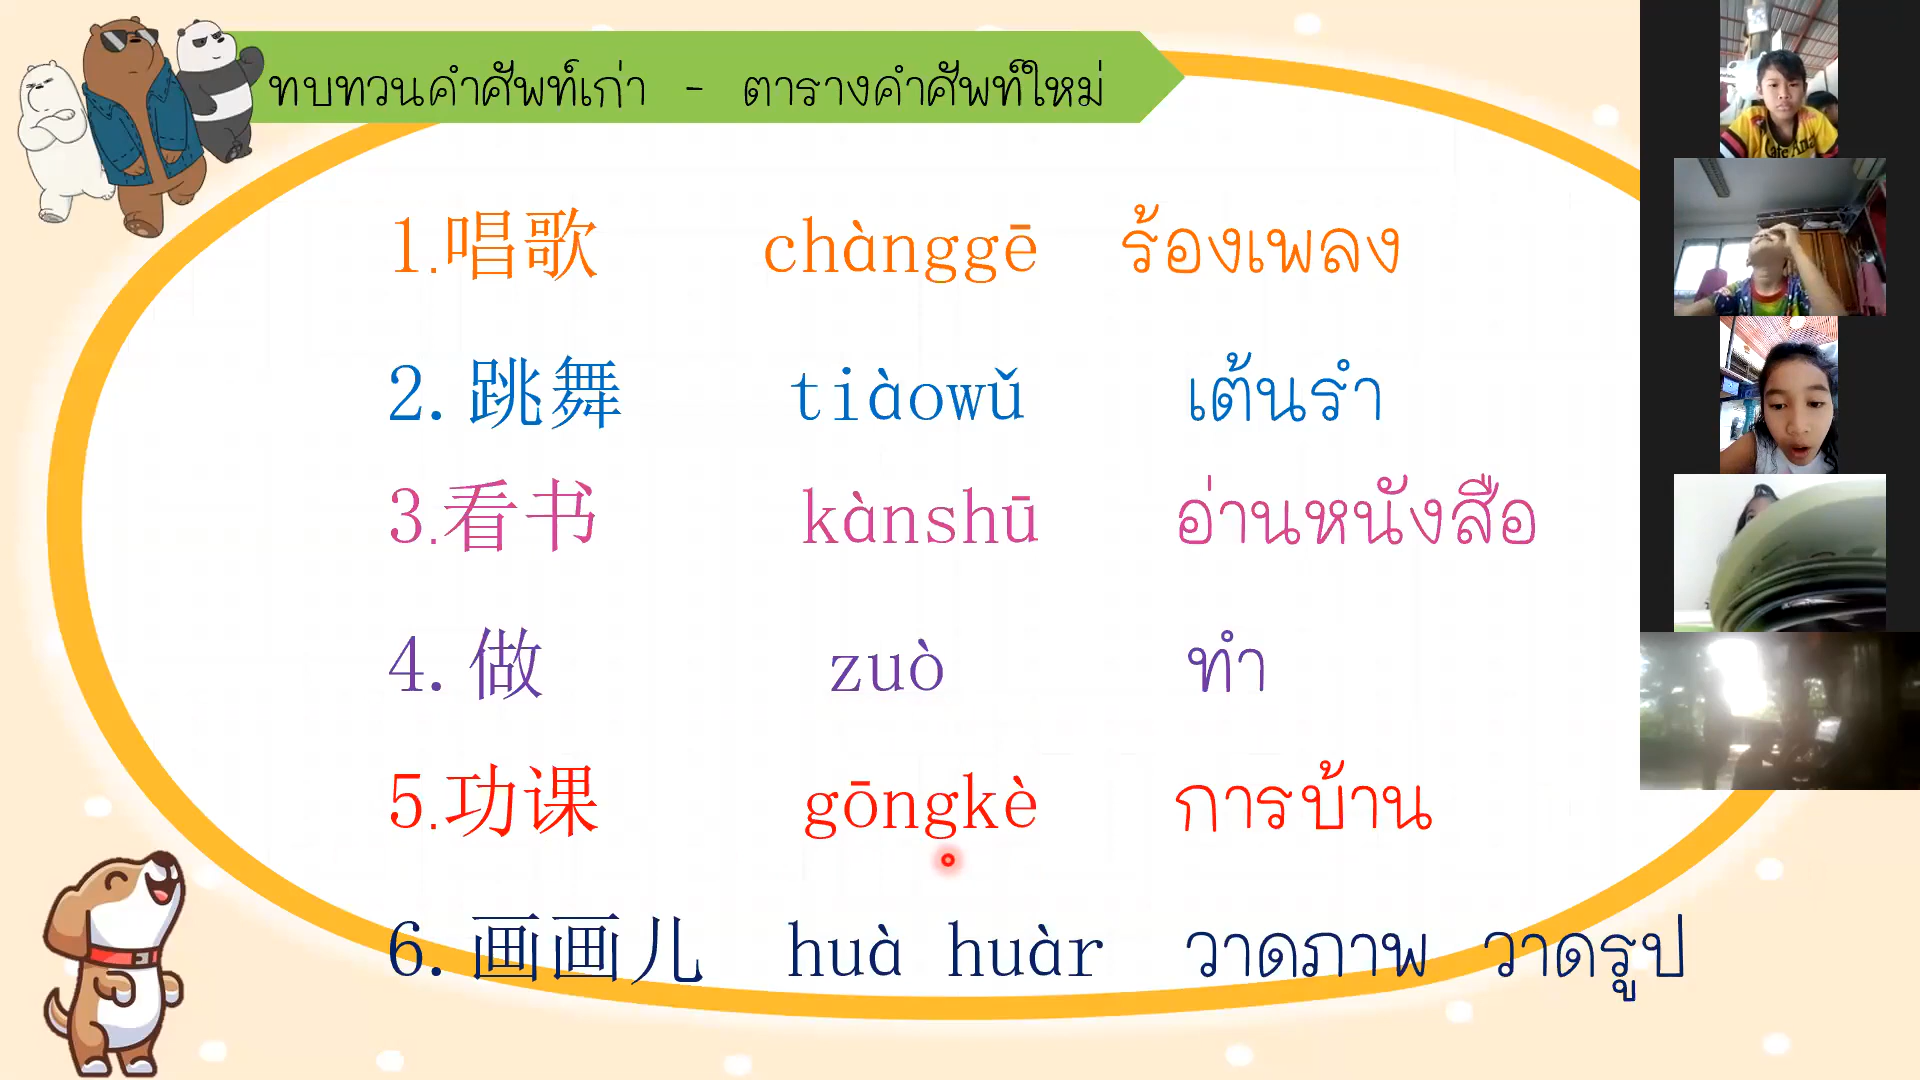 ทบทวนคำศัพท์เก่า - ตารางคำศัพท์ใหม่
1.唱歌 chànggē ร้องเพลง
2. 跳舞 tiàowǔ เต้นรำ
3.看书 kànshū อ่านหนังสือ
4. 做 zuò ทำ
5.功课 gōngkè การบ้าน
6. 画画儿 huà huàr วาดภาพ วาดรูป